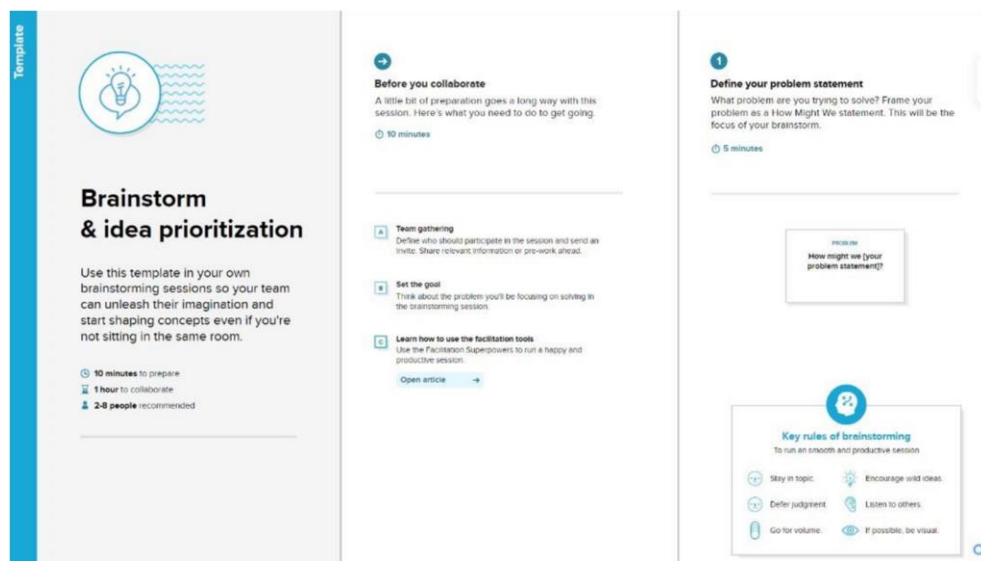 Template
Brainstorm
& idea prioritization
Use this template in your own
brainstorming sessions so your team
can unleash their imagination and
start shaping concepts even if you're
not sitting in the same room.
10 minutes to prepare
1 hour to collaborate
2-8 people recommended
Before you collaborate
A little bit of preparation goes a long way with this
session. Here's what you need to do to get going.
10 minutes
A
Team gathering
Define who should participate in the session and send an
invite. Share relevant information or pre-work ahead.
B
Set the goal
Think about the problem you'll be focusing on solving in
the brainstorming session.
C
Learn how to use the facilitation tools
Use the Facilitation Superpowers to run a happy and
productive session.
Open article
1
Define your problem statement
What problem are you trying to solve? Frame your
problem as a How Might We statement. This will be the
focus of your brainstorm.
5 minutes
PROBLEM
How might we [your
problem statement]?
Key rules of brainstorming
To run an smooth and productive session
Stay in topic.
Encourage wild ideas.
Defer judgment.
Listen to others.
Go for volume.
If possible, be visual.